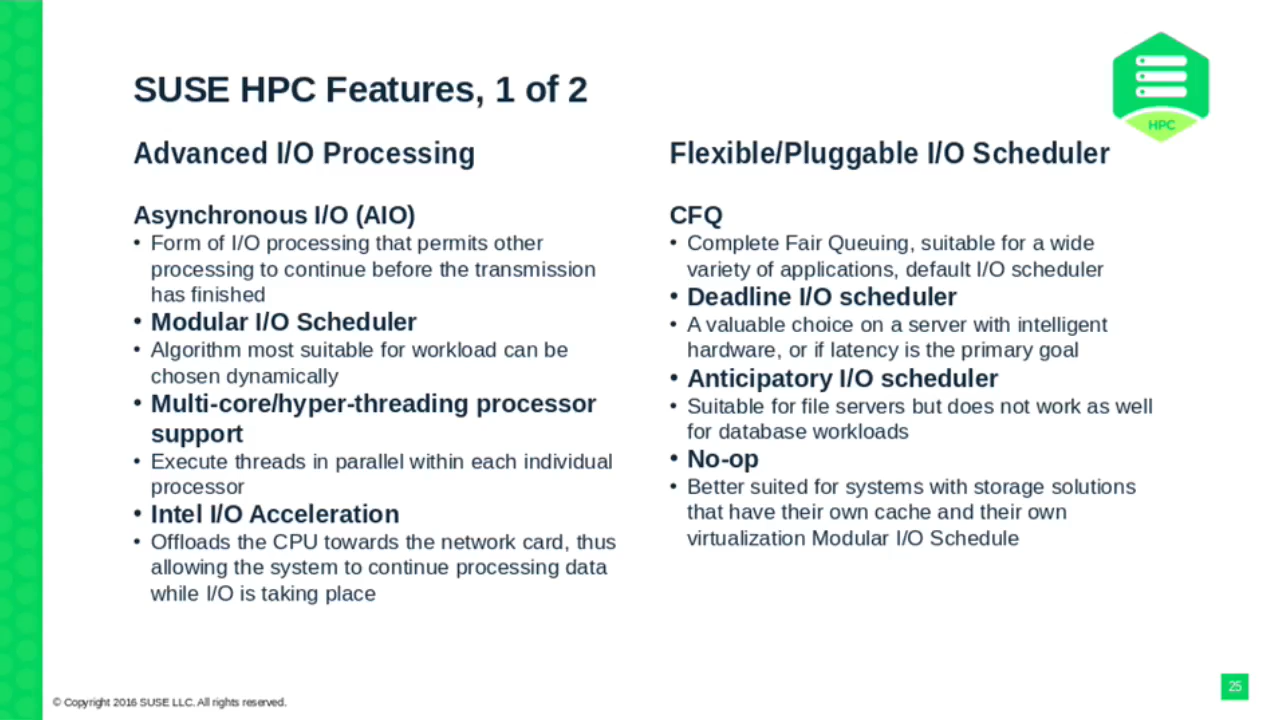 SUSE HPC Features, 1 of 2
HPC
Advanced I/O Processing
Asynchronous I/O (AIO)
• Form of I/O processing that permits other
processing to continue before the transmission
has finished
• Modular I/O Scheduler
• Algorithm most suitable for workload can be
chosen dynamically
• Multi-core/hyper-threading processor
support
• Execute threads in parallel within each individual
processor
• Intel I/O Acceleration
• Offloads the CPU towards the network card, thus
allowing the system to continue processing data
while I/O is taking place
Flexible/Pluggable I/O Scheduler
CFQ
• Complete Fair Queuing, suitable for a wide
variety of applications, default I/O scheduler
• Deadline I/O scheduler
• A valuable choice on a server with intelligent
hardware, or if latency is the primary goal
• Anticipatory I/O scheduler
• Suitable for file servers but does not work as well
for database workloads
• No-op
• Better suited for systems with storage solutions
that have their own cache and their own
virtualization Modular I/O Schedule
© Copyright 2016 SUSE LLC. All rights reserved.
25